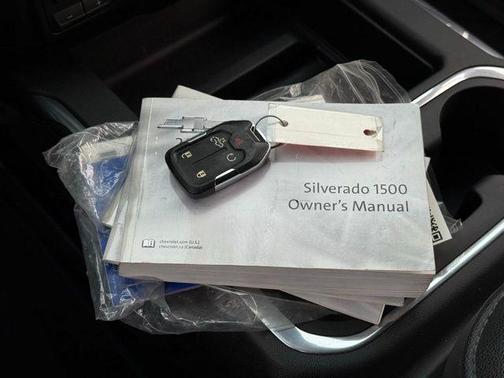 Silverado 1500
Owner's Manual
chevrolet.com (U.S.)
chevrolet.ca (Canada)